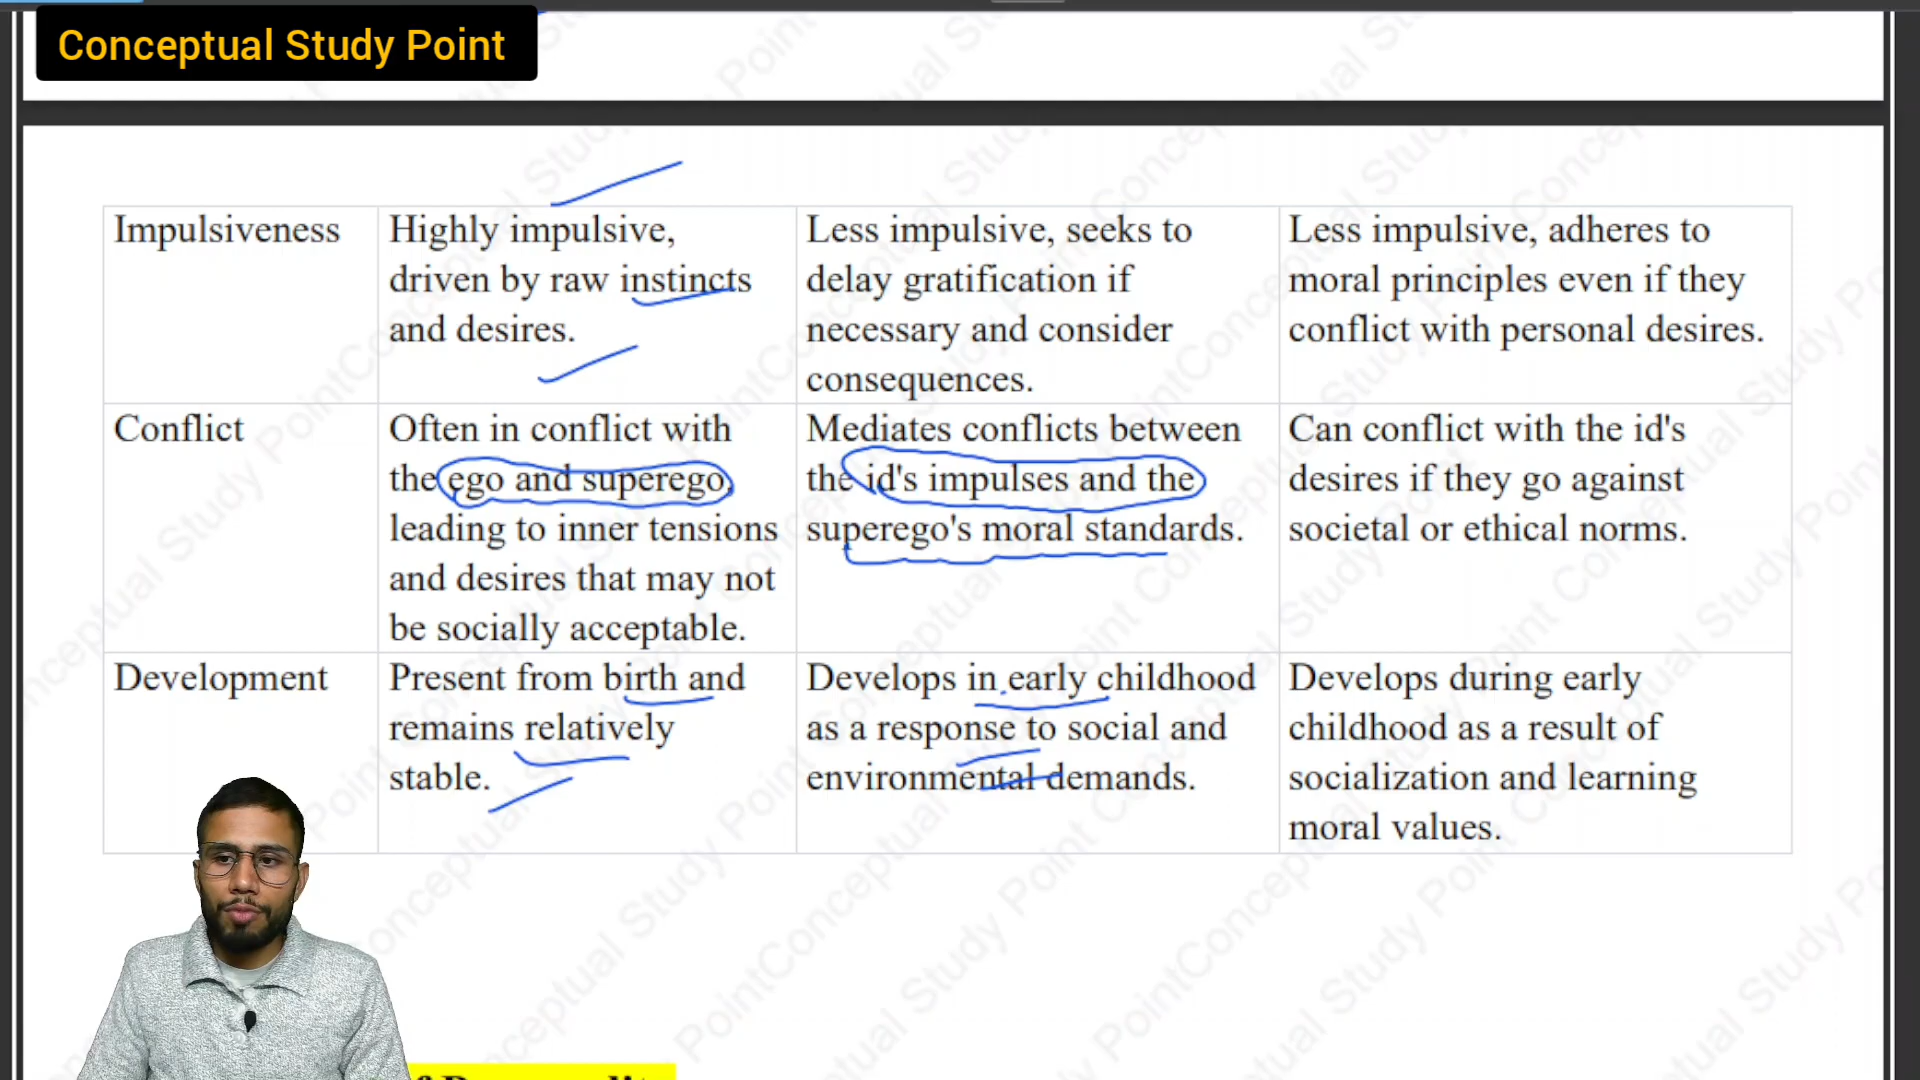 Conceptual Study Point
Impulsiveness
Highly impulsive,
driven by raw instincts
and desires.
Less impulsive, seeks to
delay gratification if
necessary and consider
consequences.
Less impulsive, adheres to
moral principles even if they
conflict with personal desires.
Conflict
Often in conflict with
the ego and superego,
leading to inner tensions
and desires that may not
be socially acceptable.
Mediates conflicts between
the id's impulses and the
superego's moral standards.
Can conflict with the id's
desires if they go against
societal or ethical norms.
Development
Present from birth and
remains relatively
stable.
Develops in early childhood
as a response to social and
environmental demands.
Develops during early
childhood as a result of
socialization and learning
moral values.